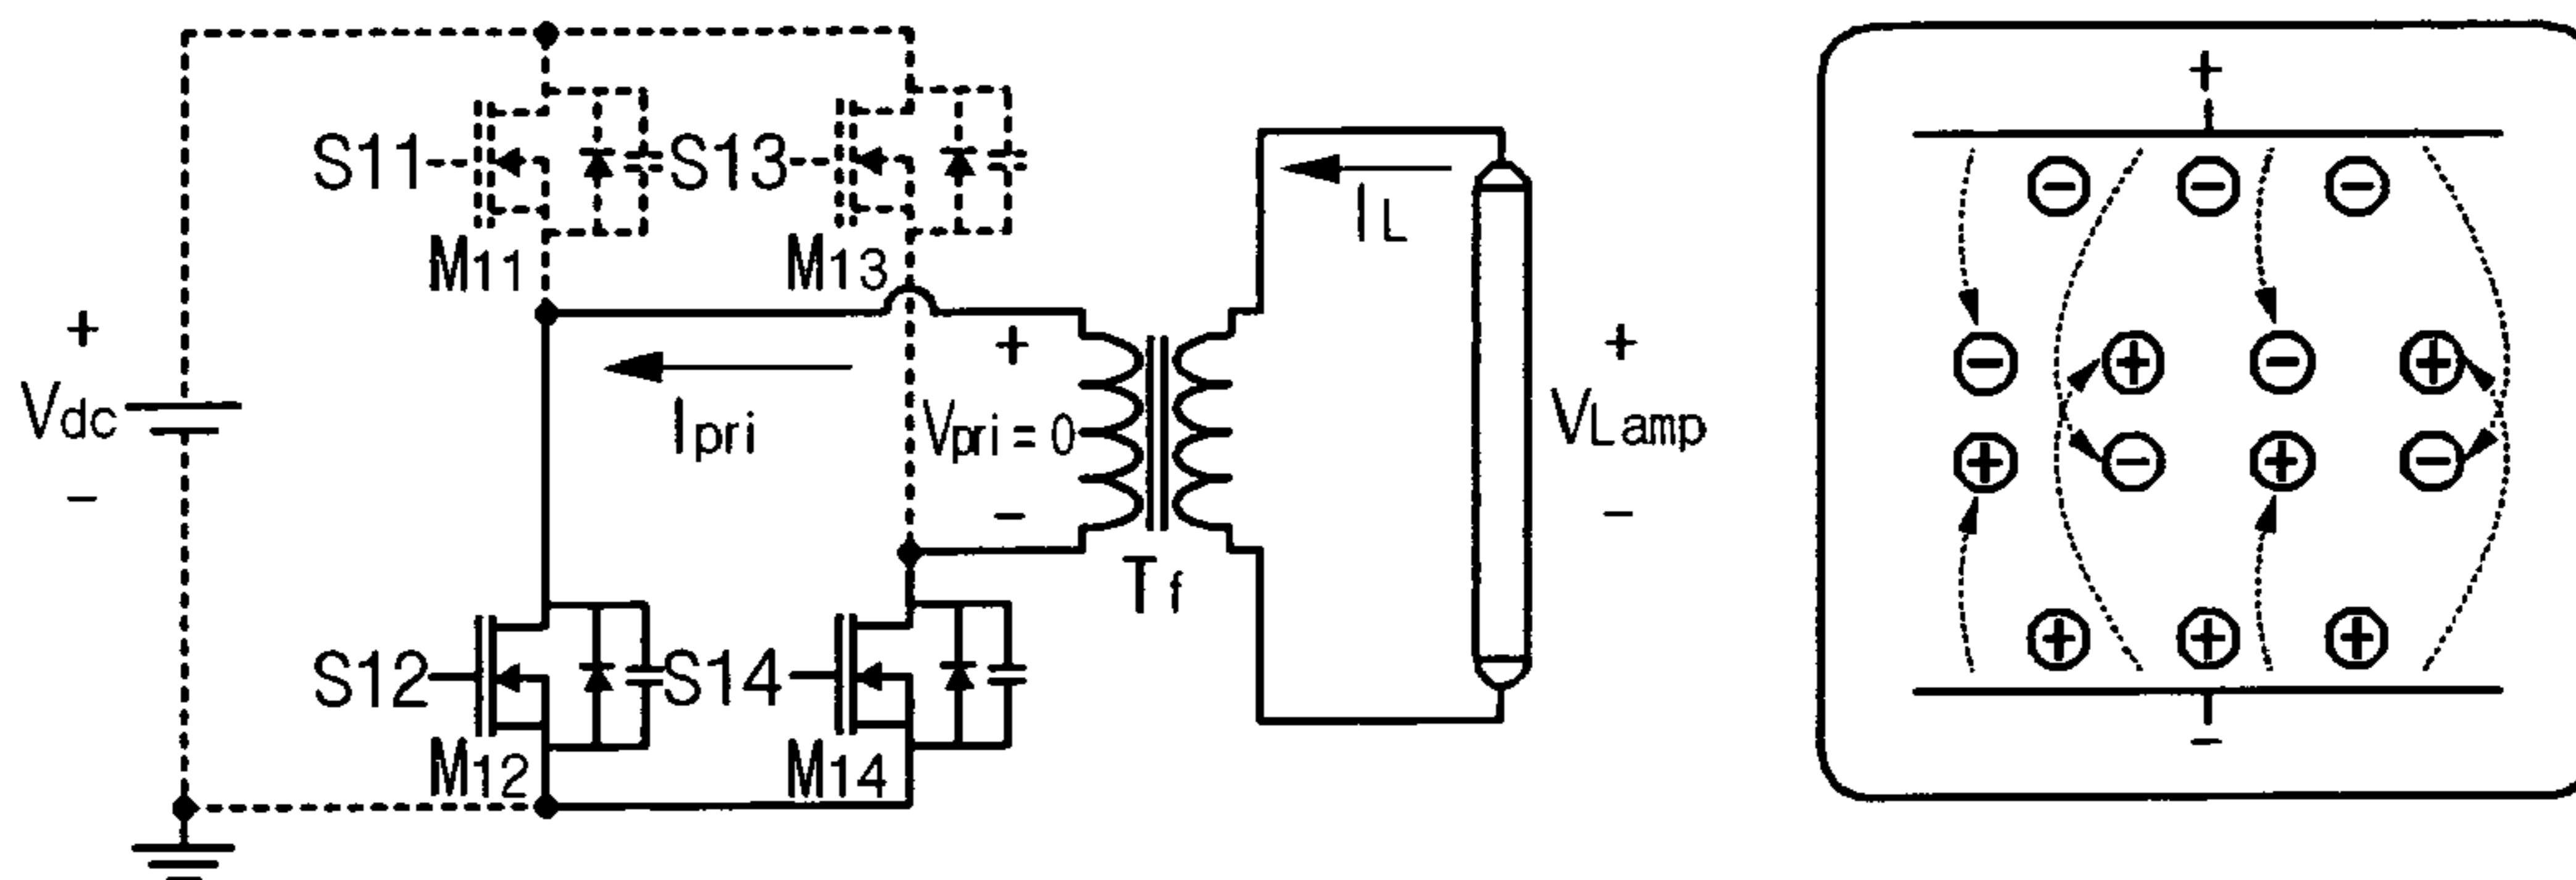 S11
S13
M11
M13
IL
+
+
+
Vdc
Ipri
Vpri = 0
VLamp
-
-
-
Tf
S12
S14
M12
M14
+
- - -
- + - +
+ - + -
+ + +
-